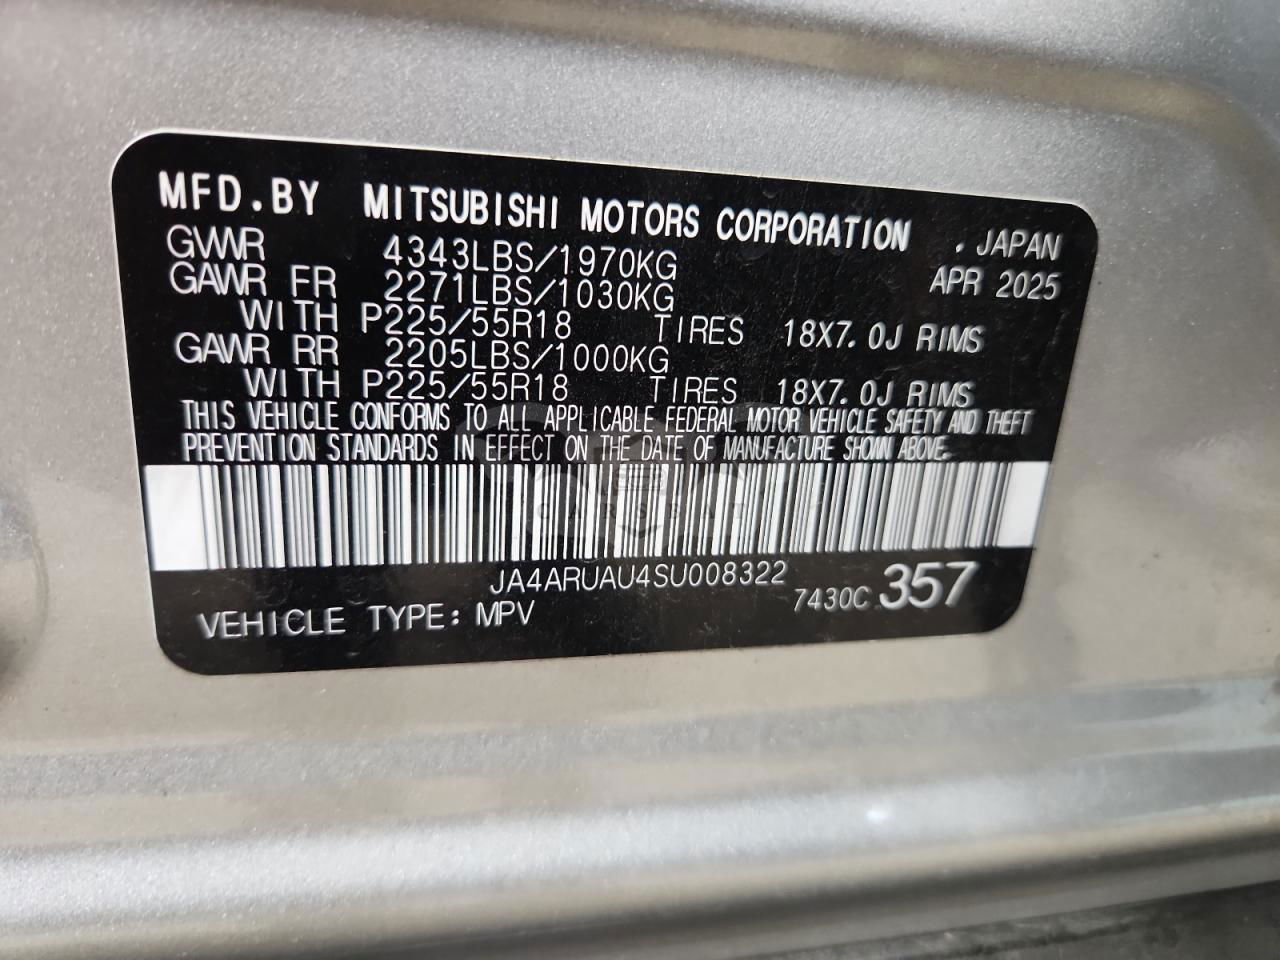 MFD.BY MITSUBISHI MOTORS CORPORATION . JAPAN
GVWR 4343LBS/1970KG APR 2025
GAWR FR 2271LBS/1030KG
WITH P225/55R18 TIRES 18X7.0J RIMS
GAWR RR 2205LBS/1000KG
WITH P225/55R18 TIRES 18X7.0J RIMS
THIS VEHICLE CONFORMS TO ALL APPLICABLE FEDERAL MOTOR VEHICLE SAFETY AND THEFT
PREVENTION STANDARDS IN EFFECT ON THE DATE OF MANUFACTURE SHOWN ABOVE.
JA4ARUAU4SU008322
VEHICLE TYPE: MPV 7430C 357